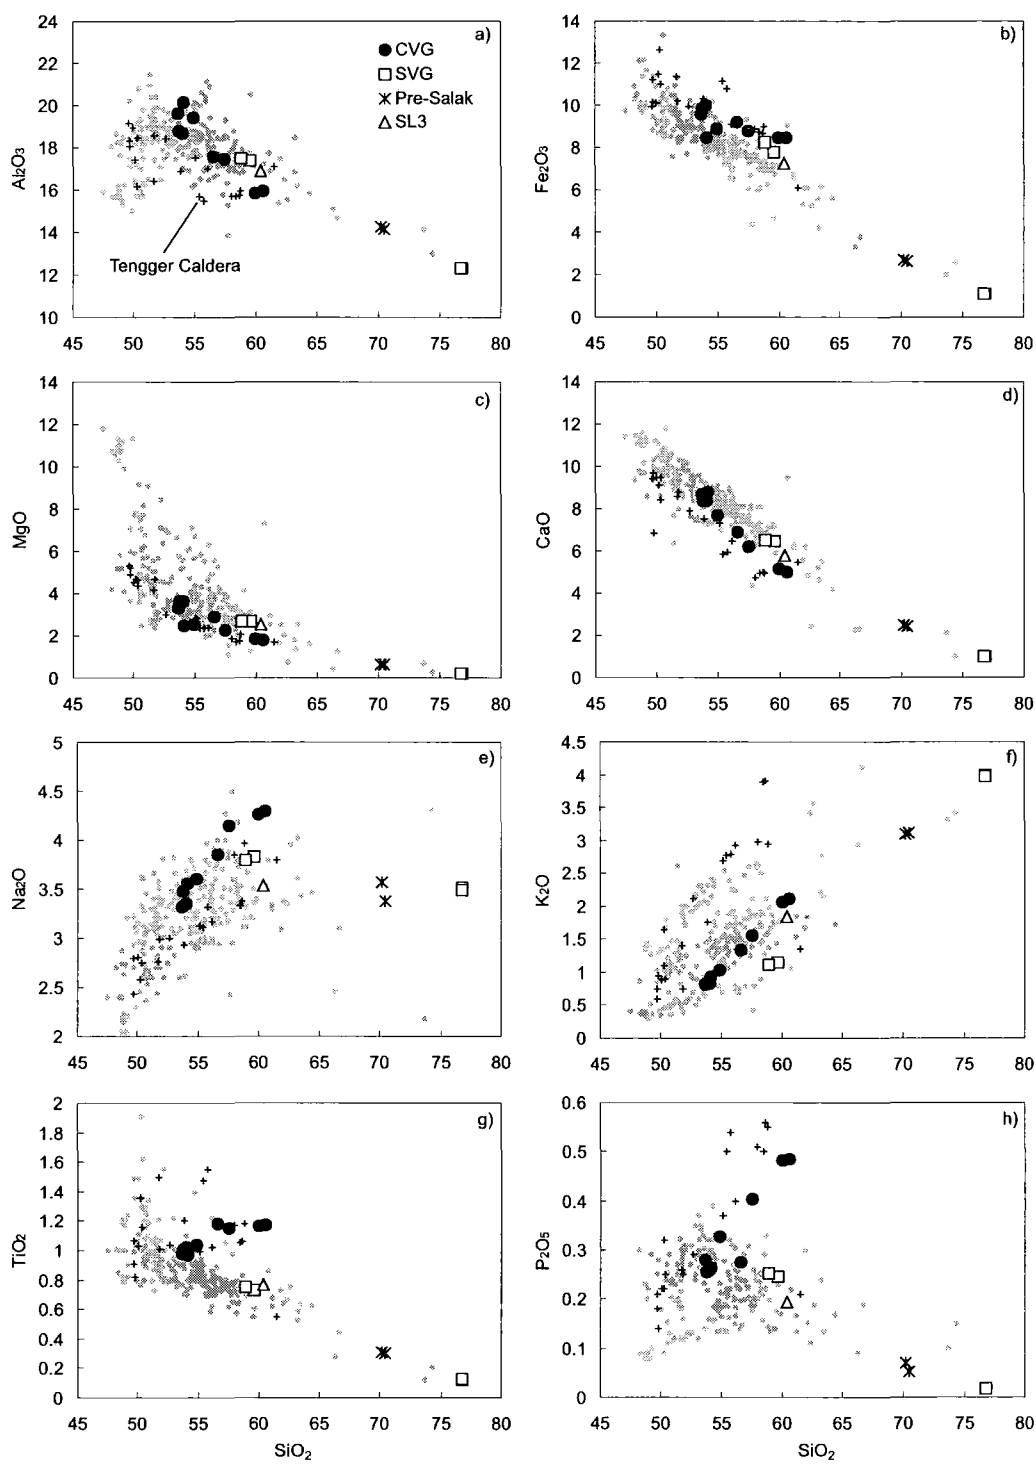 a)
24
22
20
18
16
14
12
10
Al2O3
45 50 55 60 65 70 75 80
● CVG
□ SVG
Pre-Salak
△ SL3
Tengger Caldera
b)
14
12
10
8
6
4
2
0
Fe2O3
45 50 55 60 65 70 75 80
c)
14
12
10
8
6
4
2
0
MgO
45 50 55 60 65 70 75 80
d)
14
12
10
8
6
4
2
0
CaO
45 50 55 60 65 70 75 80
e)
5
4.5
4
3.5
3
2.5
2
Na2O
45 50 55 60 65 70 75 80
f)
4.5
4
3.5
3
2.5
2
1.5
1
0.5
0
K2O
45 50 55 60 65 70 75 80
g)
2
1.8
1.6
1.4
1.2
1
0.8
0.6
0.4
0.2
0
TiO2
45 50 55 60 65 70 75 80
SiO2
h)
0.6
0.5
0.4
0.3
0.2
0.1
0
P2O5
45 50 55 60 65 70 75 80
SiO2